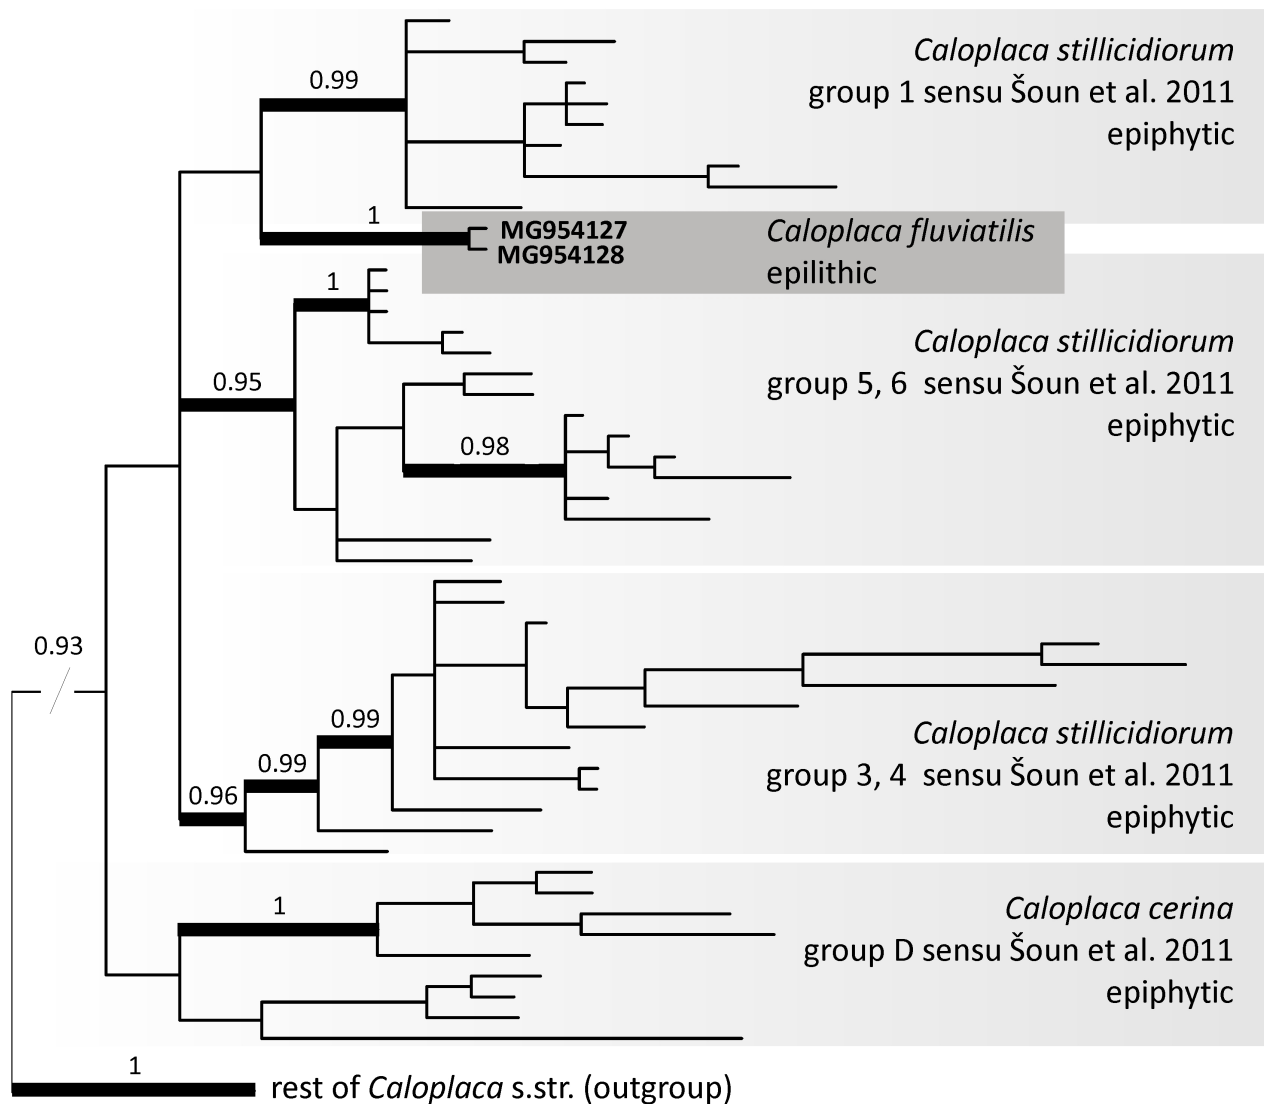 0.99
Caloplaca stillicidiorum
group 1 sensu Šoun et al. 2011
epiphytic
1
MG954127
MG954128
Caloplaca fluviatilis
epilithic
1
0.95
0.98
Caloplaca stillicidiorum
group 5, 6 sensu Šoun et al. 2011
epiphytic
0.93
0.99
0.99
0.96
Caloplaca stillicidiorum
group 3, 4 sensu Šoun et al. 2011
epiphytic
1
Caloplaca cerina
group D sensu Šoun et al. 2011
epiphytic
1
rest of Caloplaca s.str. (outgroup)